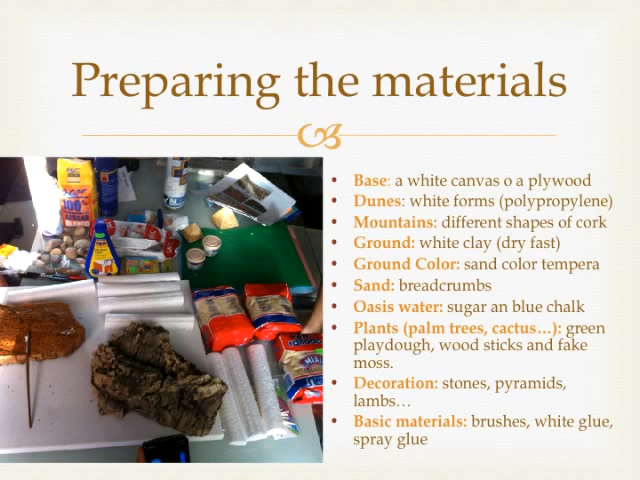 Preparing the materials
• Base: a white canvas o a plywood
• Dunes: white forms (polypropylene)
• Mountains: different shapes of cork
• Ground: white clay (dry fast)
• Ground Color: sand color tempera
• Sand: breadcrumbs
• Oasis water: sugar an blue chalk
• Plants (palm trees, cactus…): green
playdough, wood sticks and fake
moss.
• Decoration: stones, pyramids,
lambs…
• Basic materials: brushes, white glue,
spray glue